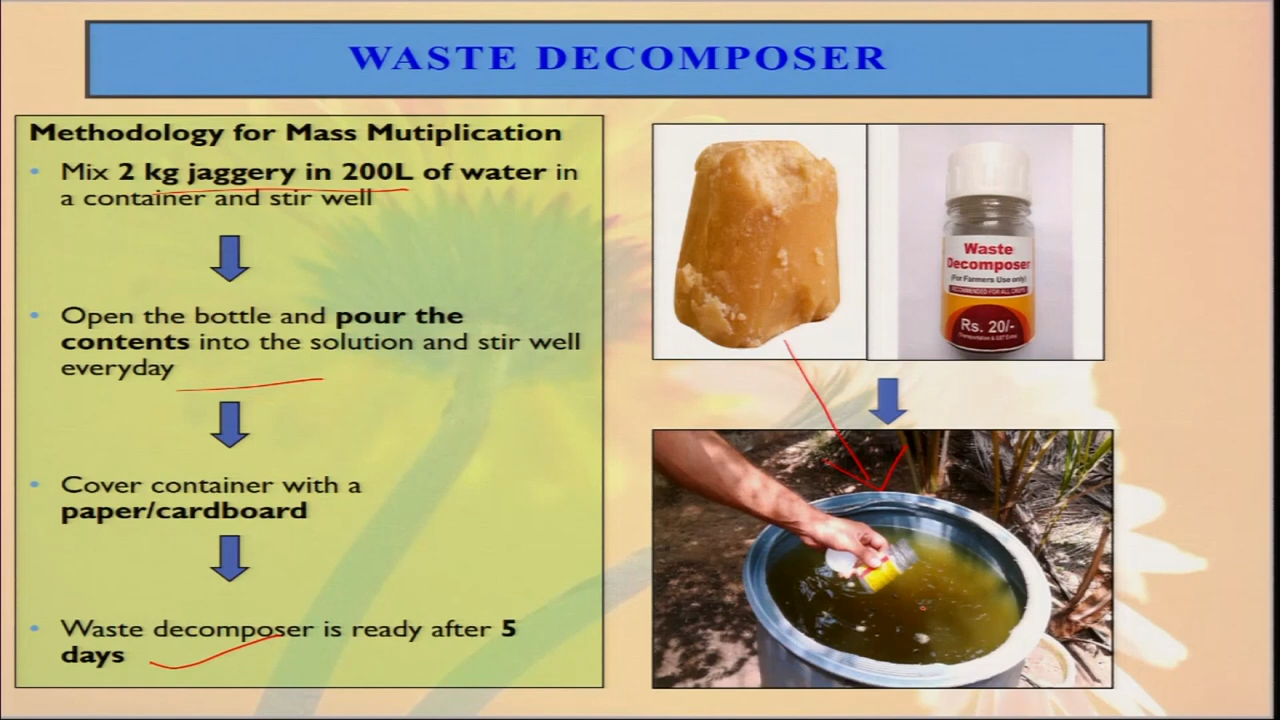 WASTE DECOMPOSER
Methodology for Mass Mutiplication
• Mix 2 kg jaggery in 200L of water in
a container and stir well
• Open the bottle and pour the
contents into the solution and stir well
everyday
• Cover container with a
paper/cardboard
• Waste decomposer is ready after 5
days
Waste
Decomposer
(For Farmers Use only)
RECOMMENDED FOR ALL CROPS
Rs. 20/-
Transportation & GST Extra